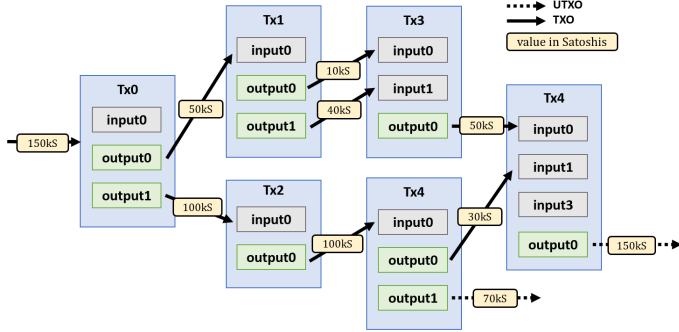 UTXO
TXO
value in Satoshis
Tx0
input0
output0
output1
150kS
50kS
100kS
Tx1
input0
output0
output1
10kS
40kS
Tx3
input0
input1
output0
50kS
Tx2
input0
output0
100kS
Tx4
input0
output0
output1
30kS
70kS
Tx4
input0
input1
input3
output0
150kS